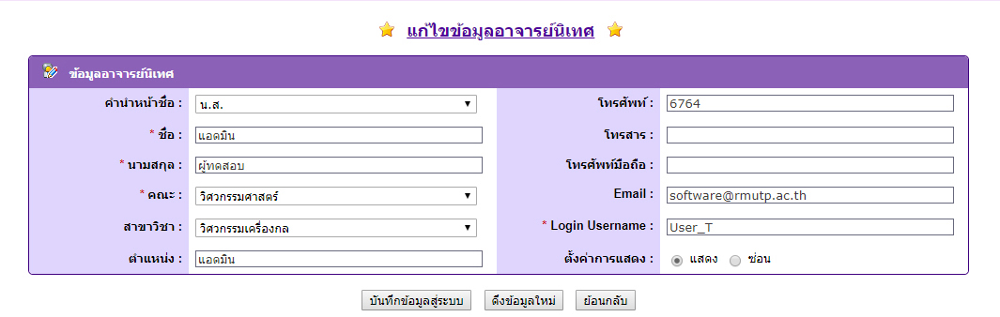 แก้ไขข้อมูลอาจารย์นิเทศ
ข้อมูลอาจารย์นิเทศ
คำนำหน้าชื่อ : น.ส. โทรศัพท์ : 6764
* ชื่อ : แอดมิน โทรสาร :
* นามสกุล : ผู้ทดสอบ โทรศัพท์มือถือ :
* คณะ : วิศวกรรมศาสตร์ Email : software@rmutp.ac.th
สาขาวิชา : วิศวกรรมเครื่องกล * Login Username : User_T
ตำแหน่ง : แอดมิน ตั้งค่าการแสดง : แสดง ซ่อน
บันทึกข้อมูลสู่ระบบ ดึงข้อมูลใหม่ ย้อนกลับ